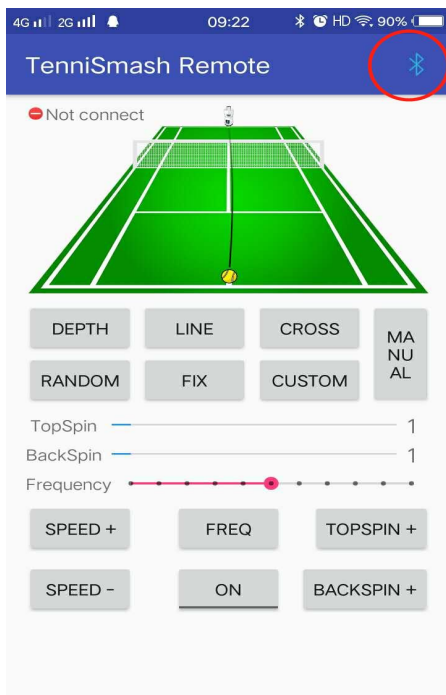 4G 2G 09:22 HD 90%
TenniSmash Remote
Not connect
DEPTH LINE CROSS
MA
NU
AL
RANDOM FIX CUSTOM
TopSpin 1
BackSpin 1
Frequency
SPEED + FREQ TOPSPIN +
SPEED - ON BACKSPIN +